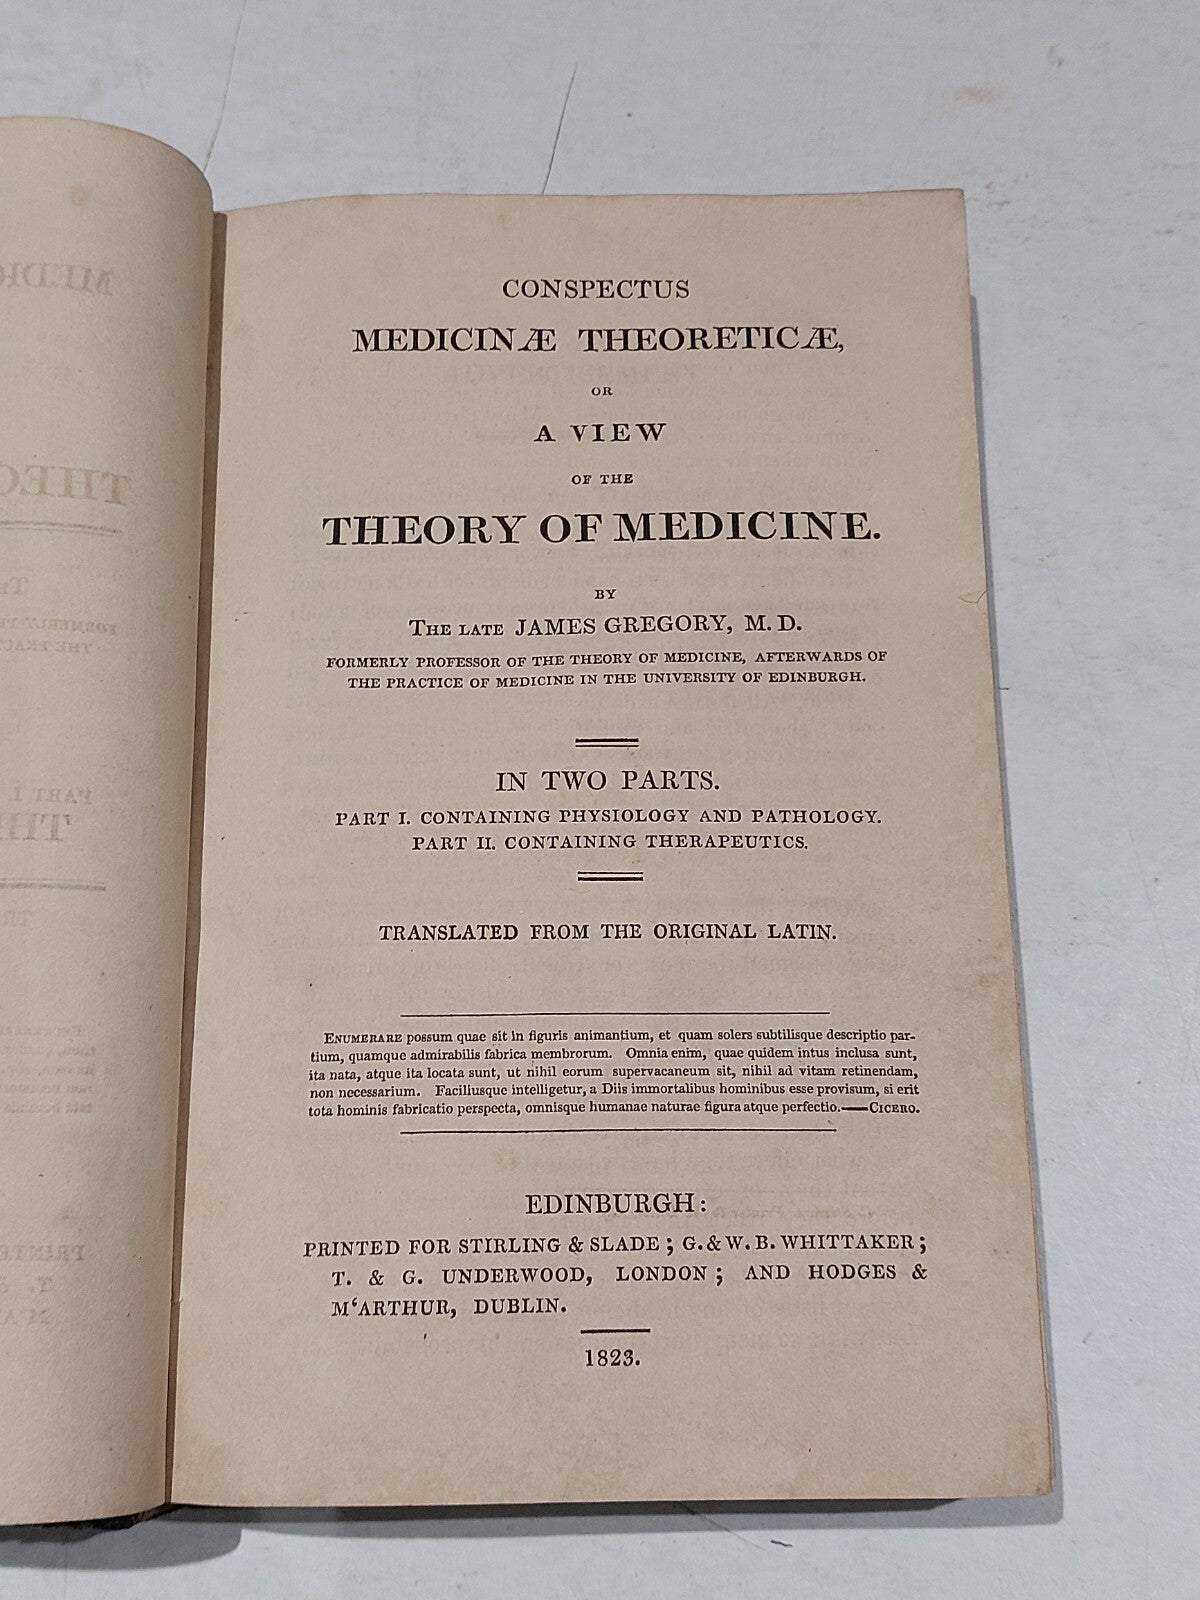 CONSPECTUS
MEDICINÆ THEORETICÆ,
OR
A VIEW
OF THE
THEORY OF MEDICINE.
BY
THE LATE JAMES GREGORY, M. D.
FORMERLY PROFESSOR OF THE THEORY OF MEDICINE, AFTERWARDS OF
THE PRACTICE OF MEDICINE IN THE UNIVERSITY OF EDINBURGH.
IN TWO PARTS.
PART I. CONTAINING PHYSIOLOGY AND PATHOLOGY.
PART II. CONTAINING THERAPEUTICS.
TRANSLATED FROM THE ORIGINAL LATIN.
ENUMERARE possum quae sit in figuris animantium, et quam solers subtilisque descriptio par-
tium, quamque admirabilis fabrica membrorum. Omnia enim, quae quidem intus inclusa sunt,
ita nata, atque ita locata sunt, ut nihil eorum supervacaneum sit, nihil ad vitam retinendam,
non necessarium. Faciliusque intelligetur, a Diis immortalibus hominibus esse provisum, si erit
tota hominis fabricatio perspecta, omnisque humanae naturae figura atque perfectio.—CICERO.
EDINBURGH:
PRINTED FOR STIRLING & SLADE; G. & W. B. WHITTAKER;
T. & G. UNDERWOOD, LONDON; AND HODGES &
M‘ARTHUR, DUBLIN.
1823.